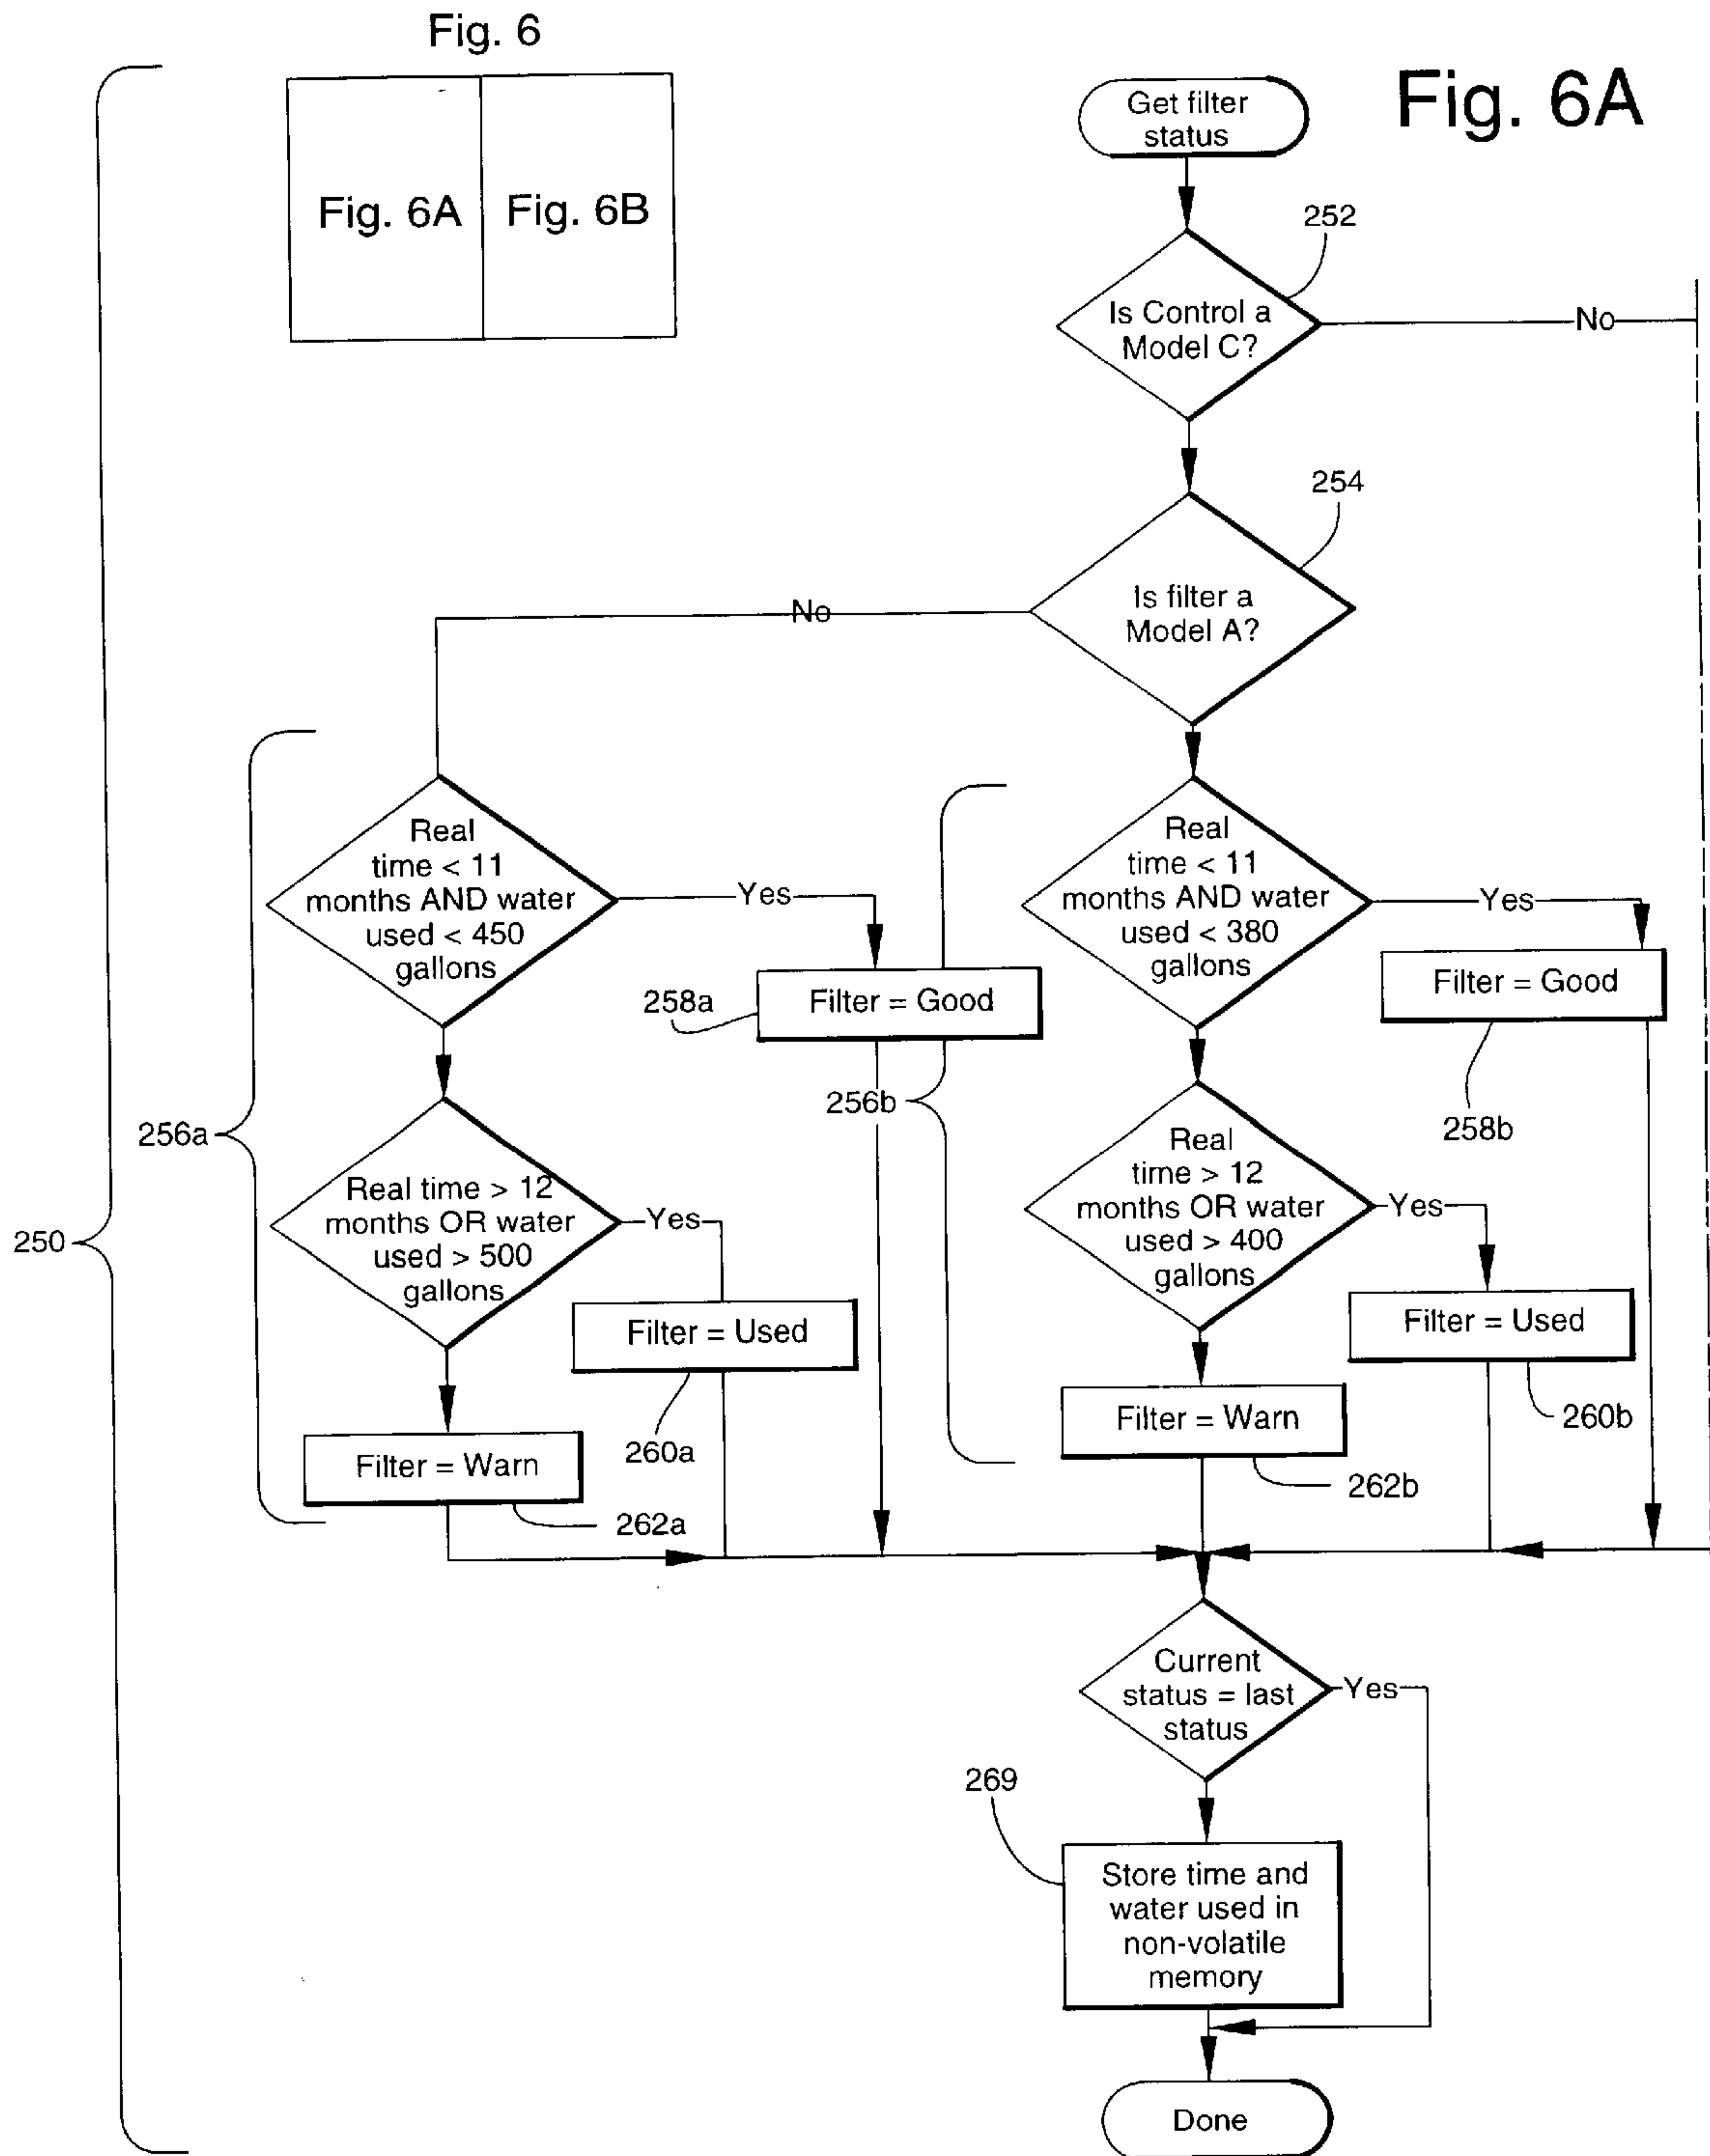 Fig. 6
Fig. 6A
Fig. 6B
Fig. 6A
Get filter
status
252
Is Control a
Model C?
No
254
Is filter a
Model A?
No
Real
time < 11
months AND water
used < 450
gallons
Yes
258a
Filter = Good
Real
time < 11
months AND water
used < 380
gallons
Yes
Filter = Good
258b
256a
256b
250
Real time > 12
months OR water
used > 500
gallons
Yes
Filter = Used
260a
Filter = Warn
262a
Real
time > 12
months OR water
used > 400
gallons
Yes
Filter = Used
260b
Filter = Warn
262b
Current
status = last
status
Yes
269
Store time and
water used in
non-volatile
memory
Done